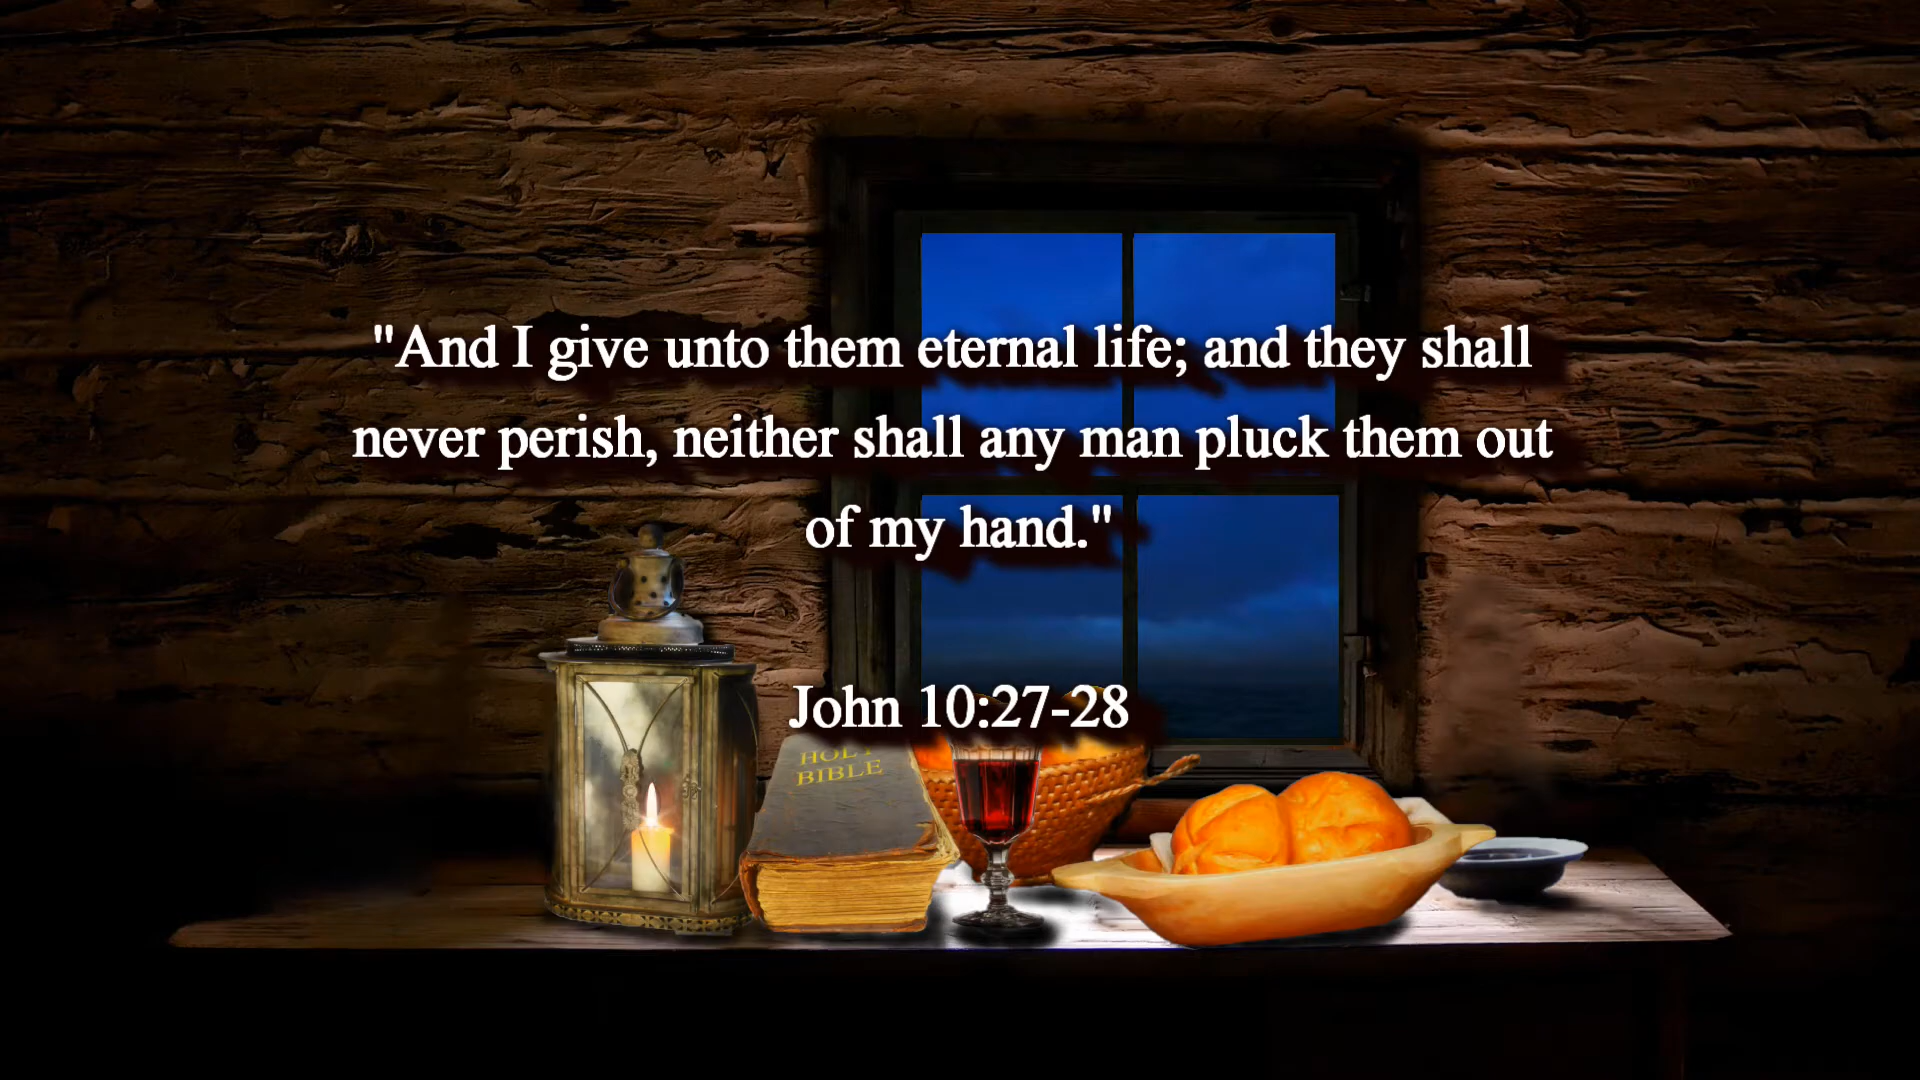 "And I give unto them eternal life; and they shall
never perish, neither shall any man pluck them out
of my hand."
John 10:27-28
HOLY
BIBLE